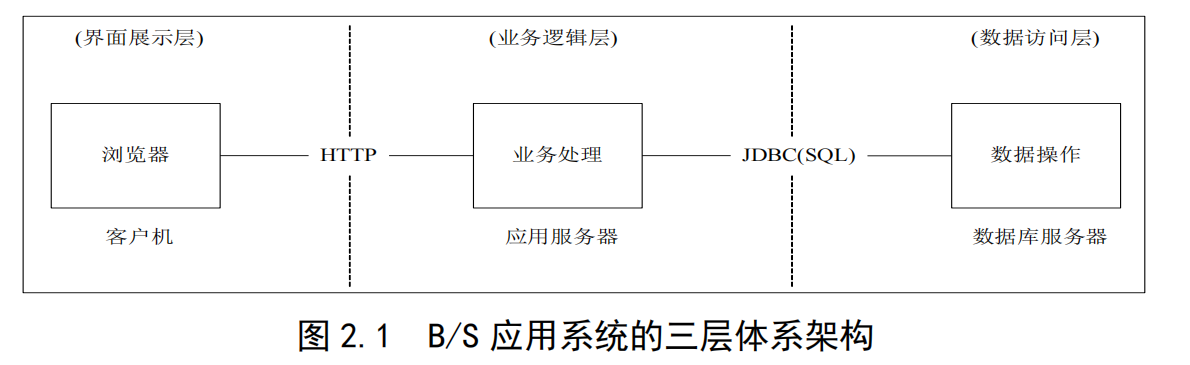 (界面展示层) (业务逻辑层) (数据访问层)
浏览器 HTTP 业务处理 JDBC(SQL) 数据操作
客户机 应用服务器 数据库服务器
图 2.1 B/S 应用系统的三层体系架构